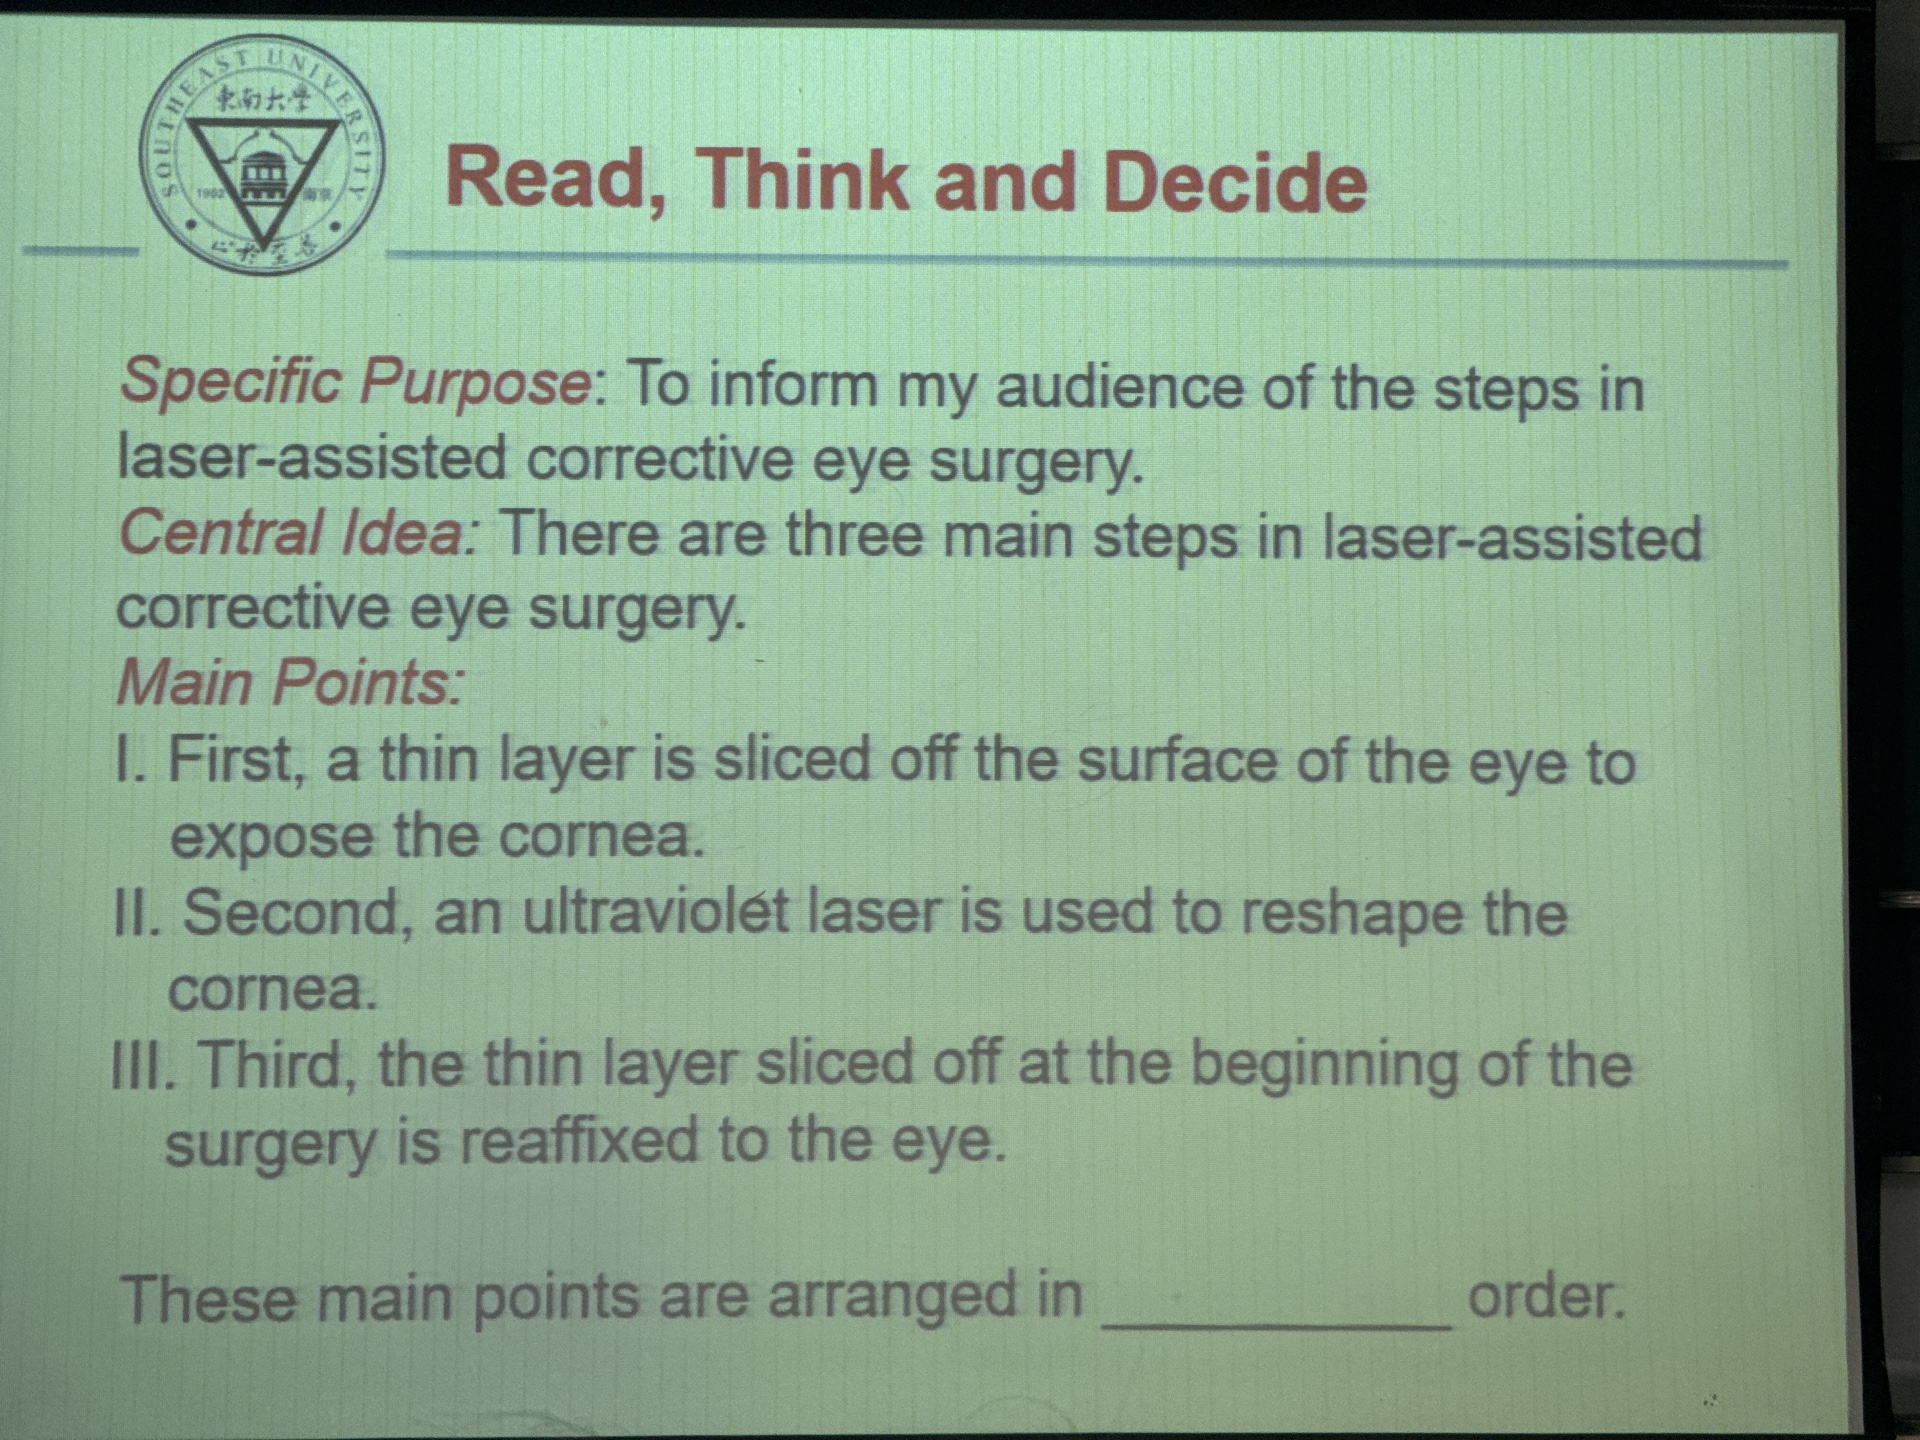 SOUTHEAST UNIVERSITY
東南大學
1902 南京
Read, Think and Decide
Specific Purpose: To inform my audience of the steps in
laser-assisted corrective eye surgery.
Central Idea: There are three main steps in laser-assisted
corrective eye surgery.
Main Points:
I. First, a thin layer is sliced off the surface of the eye to
expose the cornea.
II. Second, an ultraviolet laser is used to reshape the
cornea.
III. Third, the thin layer sliced off at the beginning of the
surgery is reaffixed to the eye.
These main points are arranged in __________ order.